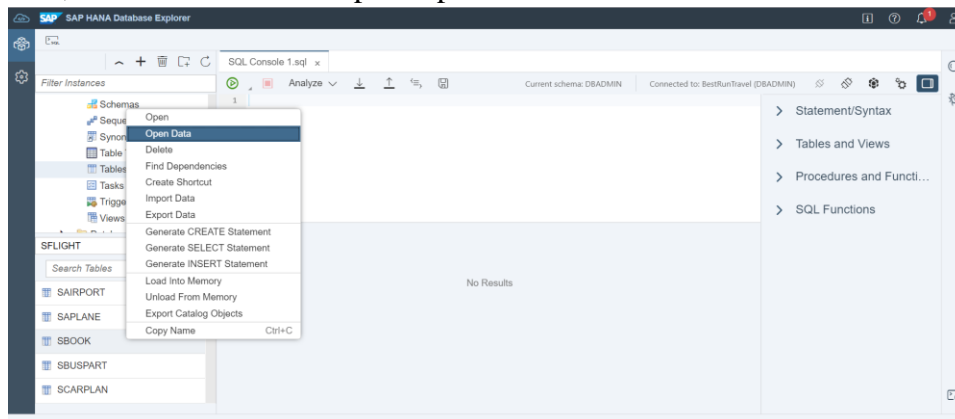 SAP SAP HANA Database Explorer
SQL Console 1.sql x
Filter Instances
Analyze
Current schema: DBADMIN
Connected to: BestRunTravel (DBADMIN)
1
Schemas
Seque
Synon
Table
Tables
Tasks
Trigge
Views
Open
Open Data
Delete
Find Dependencies
Create Shortcut
Import Data
Export Data
Generate CREATE Statement
Generate SELECT Statement
Generate INSERT Statement
Load Into Memory
Unload From Memory
Export Catalog Objects
Copy Name Ctrl+C
Statement/Syntax
Tables and Views
Procedures and Functi...
SQL Functions
SFLIGHT
Search Tables
SAIRPORT
SAPLANE
SBOOK
SBUSPART
SCARPLAN
No Results